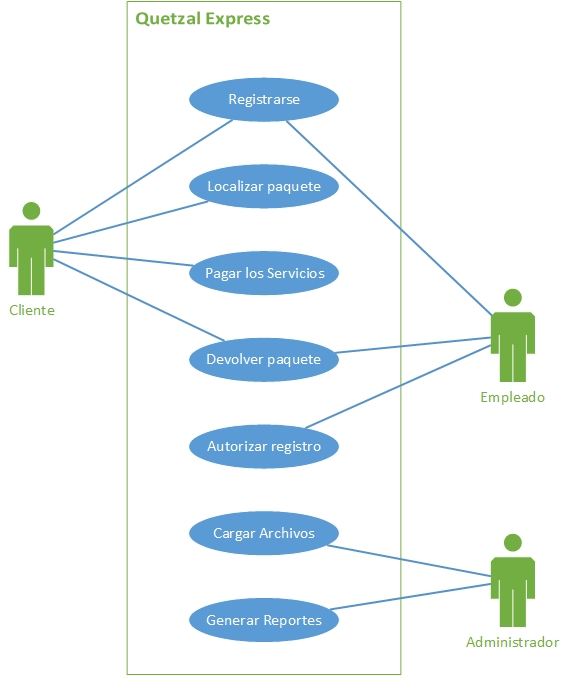 Quetzal Express
Registrarse
Localizar paquete
Cliente
Pagar los Servicios
Devolver paquete
Empleado
Autorizar registro
Cargar Archivos
Generar Reportes
Administrador